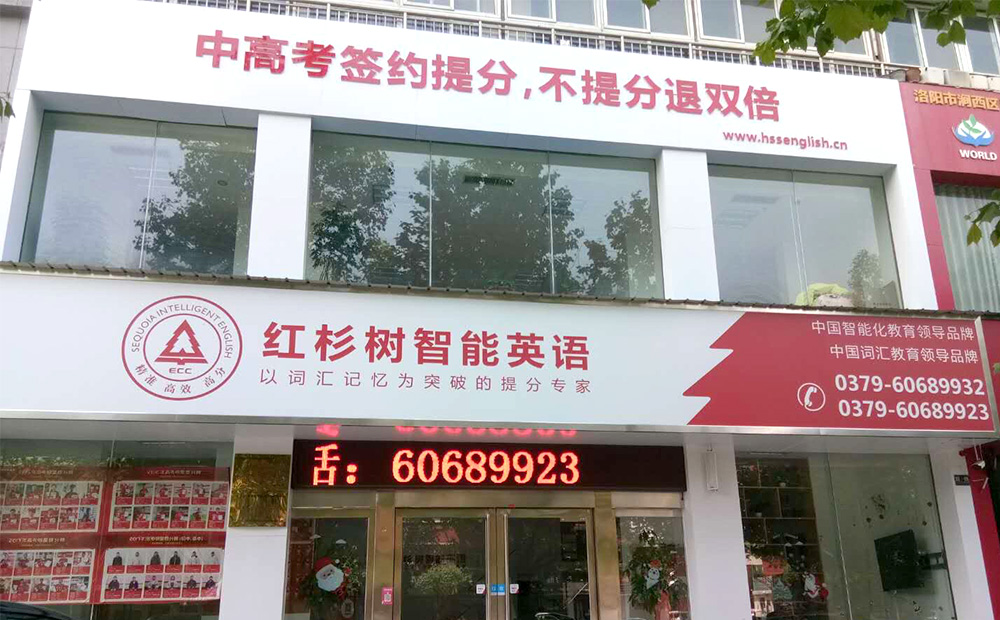 中高考签约提分,不提分退双倍
www.hssenglish.cn
洛阳市涧西区
WORLD
SEQUOIA INTELLIGENT ENGLISH
ECC
精准 高效 高分
红杉树智能英语
以词汇记忆为突破的提分专家
中国智能化教育领导品牌
中国词汇教育领导品牌
0379-60689932
0379-60689923
舌：60689923